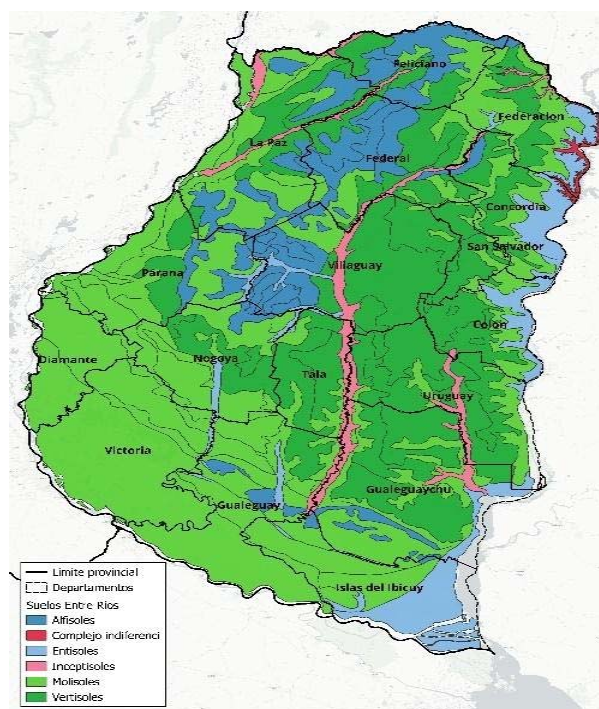 Feliciano
Federacion
La Paz
Federal
Concordia
San Salvador
Villaguay
Parana
Colon
Diamante
Nogoya
Tala
Uruguay
Victoria
Gualeguay
Gualeguaychu
Islas del Ibicuy
Limite provincial
Departamentos
Suelos Entre Rios
Alfisoles
Complejo indiferenci
Entisoles
Inceptisoles
Molisoles
Vertisoles